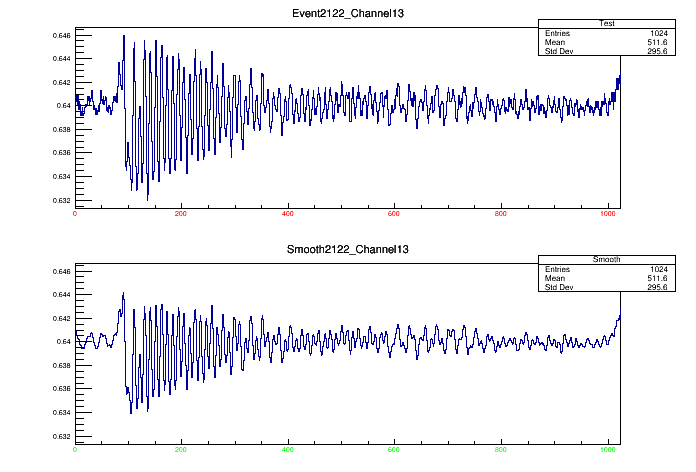 Event2122_Channel13
Test
Entries 1024
Mean 511.6
Std Dev 295.6
0.646
0.644
0.642
0.64
0.638
0.636
0.634
0.632
0 200 400 600 800 1000
Smooth2122_Channel13
Smooth
Entries 1024
Mean 511.6
Std Dev 295.6
0.646
0.644
0.642
0.64
0.638
0.636
0.634
0.632
0 200 400 600 800 1000